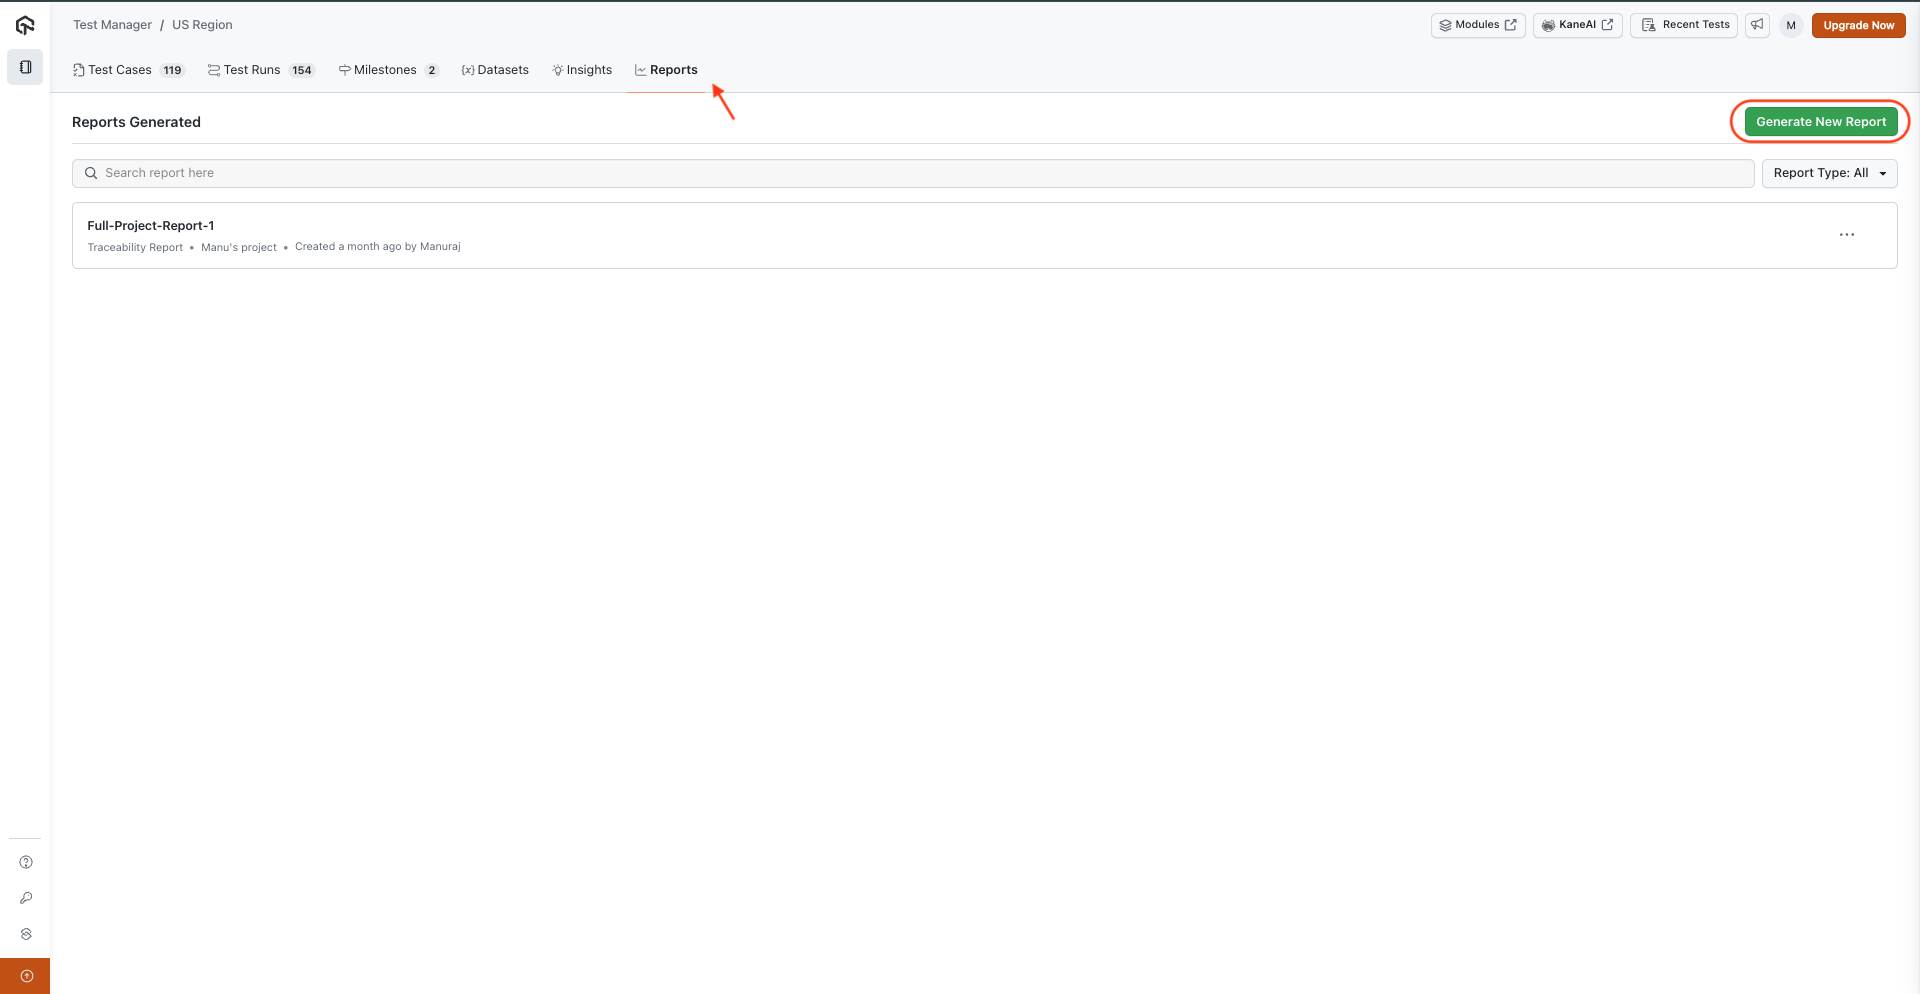 Test Manager / US Region
Modules KaneAI Recent Tests M Upgrade Now
Test Cases 119 Test Runs 154 Milestones 2 {x} Datasets Insights Reports
Reports Generated
Generate New Report
Search report here
Report Type: All
Full-Project-Report-1
Traceability Report • Manu's project • Created a month ago by Manuraj
...